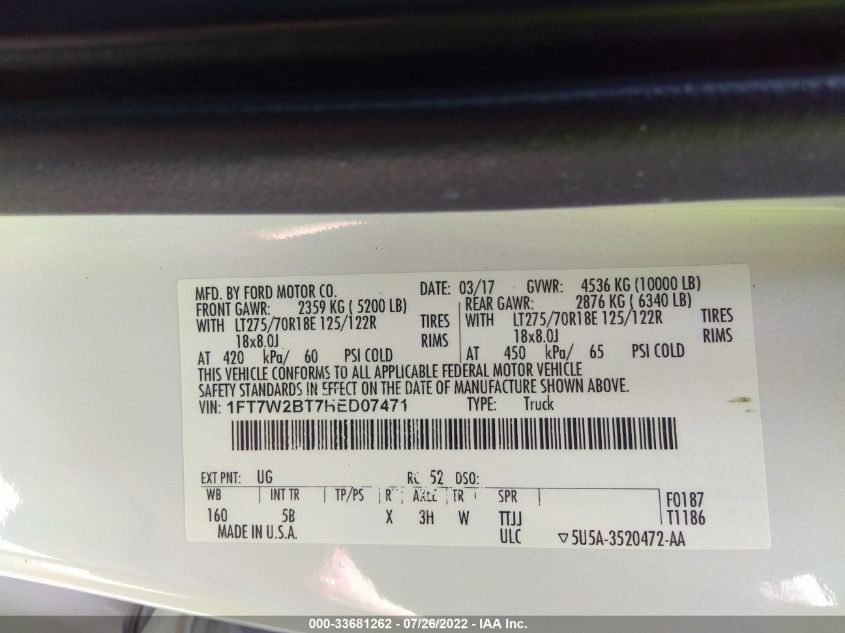 MFD. BY FORD MOTOR CO. DATE: 03/17 GVWR: 4536 KG (10000 LB)
FRONT GAWR: 2359 KG ( 5200 LB) REAR GAWR: 2876 KG ( 6340 LB)
WITH LT275/70R18E 125/122R TIRES WITH LT275/70R18E 125/122R TIRES
18x8.0J RIMS 18x8.0J RIMS
AT 420 kPa/ 60 PSI COLD AT 450 kPa/ 65 PSI COLD
THIS VEHICLE CONFORMS TO ALL APPLICABLE FEDERAL MOTOR VEHICLE
SAFETY STANDARDS IN EFFECT ON THE DATE OF MANUFACTURE SHOWN ABOVE.
VIN: 1FT7W2BT7HED07471 TYPE: Truck
EXT PNT: UG 52 DSO:
WB INT TR TP/PS R AXLE TR SPR F0187
160 5B X 3H W TTJJ T1186
MADE IN U.S.A. ULC ▽5U5A-3520472-AA
000-33681262 - 07/26/2022 - IAA Inc.